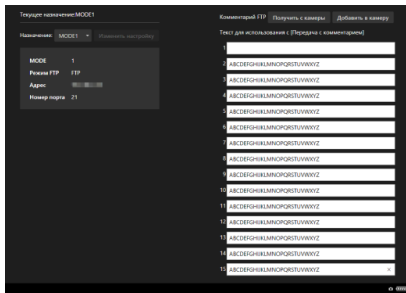 Текущее назначение:MODE1
Назначение: MODE1 Изменить настройку
MODE 1
Режим FTP FTP
Адрес
Номер порта 21
Комментарий FTP Получить с камеры Добавить в камеру
Текст для использования с [Передача с комментарием]
1
2 ABCDEFGHIJKLMNOPQRSTUVWXYZ
3 ABCDEFGHIJKLMNOPQRSTUVWXYZ
4 ABCDEFGHIJKLMNOPQRSTUVWXYZ
5 ABCDEFGHIJKLMNOPQRSTUVWXYZ
6 ABCDEFGHIJKLMNOPQRSTUVWXYZ
7 ABCDEFGHIJKLMNOPQRSTUVWXYZ
8 ABCDEFGHIJKLMNOPQRSTUVWXYZ
9 ABCDEFGHIJKLMNOPQRSTUVWXYZ
10 ABCDEFGHIJKLMNOPQRSTUVWXYZ
11 ABCDEFGHIJKLMNOPQRSTUVWXYZ
12 ABCDEFGHIJKLMNOPQRSTUVWXYZ
13 ABCDEFGHIJKLMNOPQRSTUVWXYZ
14 ABCDEFGHIJKLMNOPQRSTUVWXYZ
15 ABCDEFGHIJKLMNOPQRSTUVWXYZ